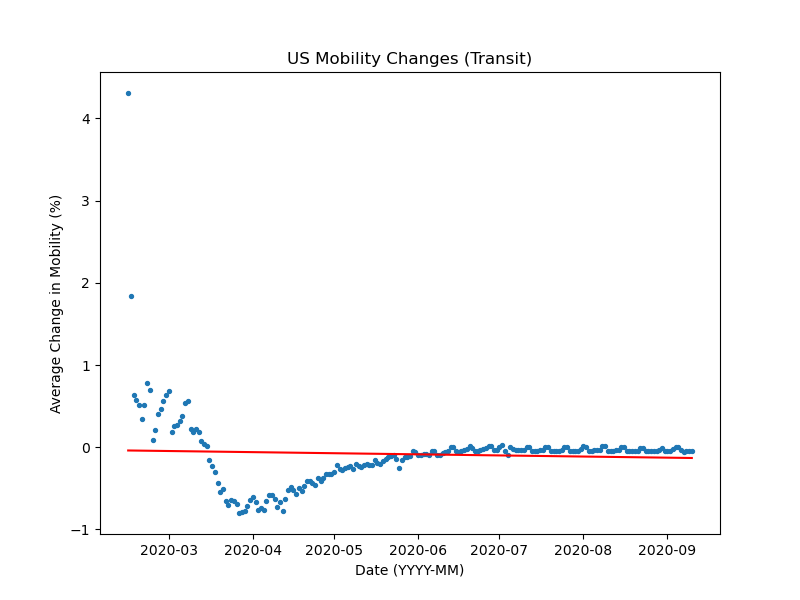 US Mobility Changes (Transit)
Average Change in Mobility (%)
4
3
2
1
0
−1
2020-03 2020-04 2020-05 2020-06 2020-07 2020-08 2020-09
Date (YYYY-MM)